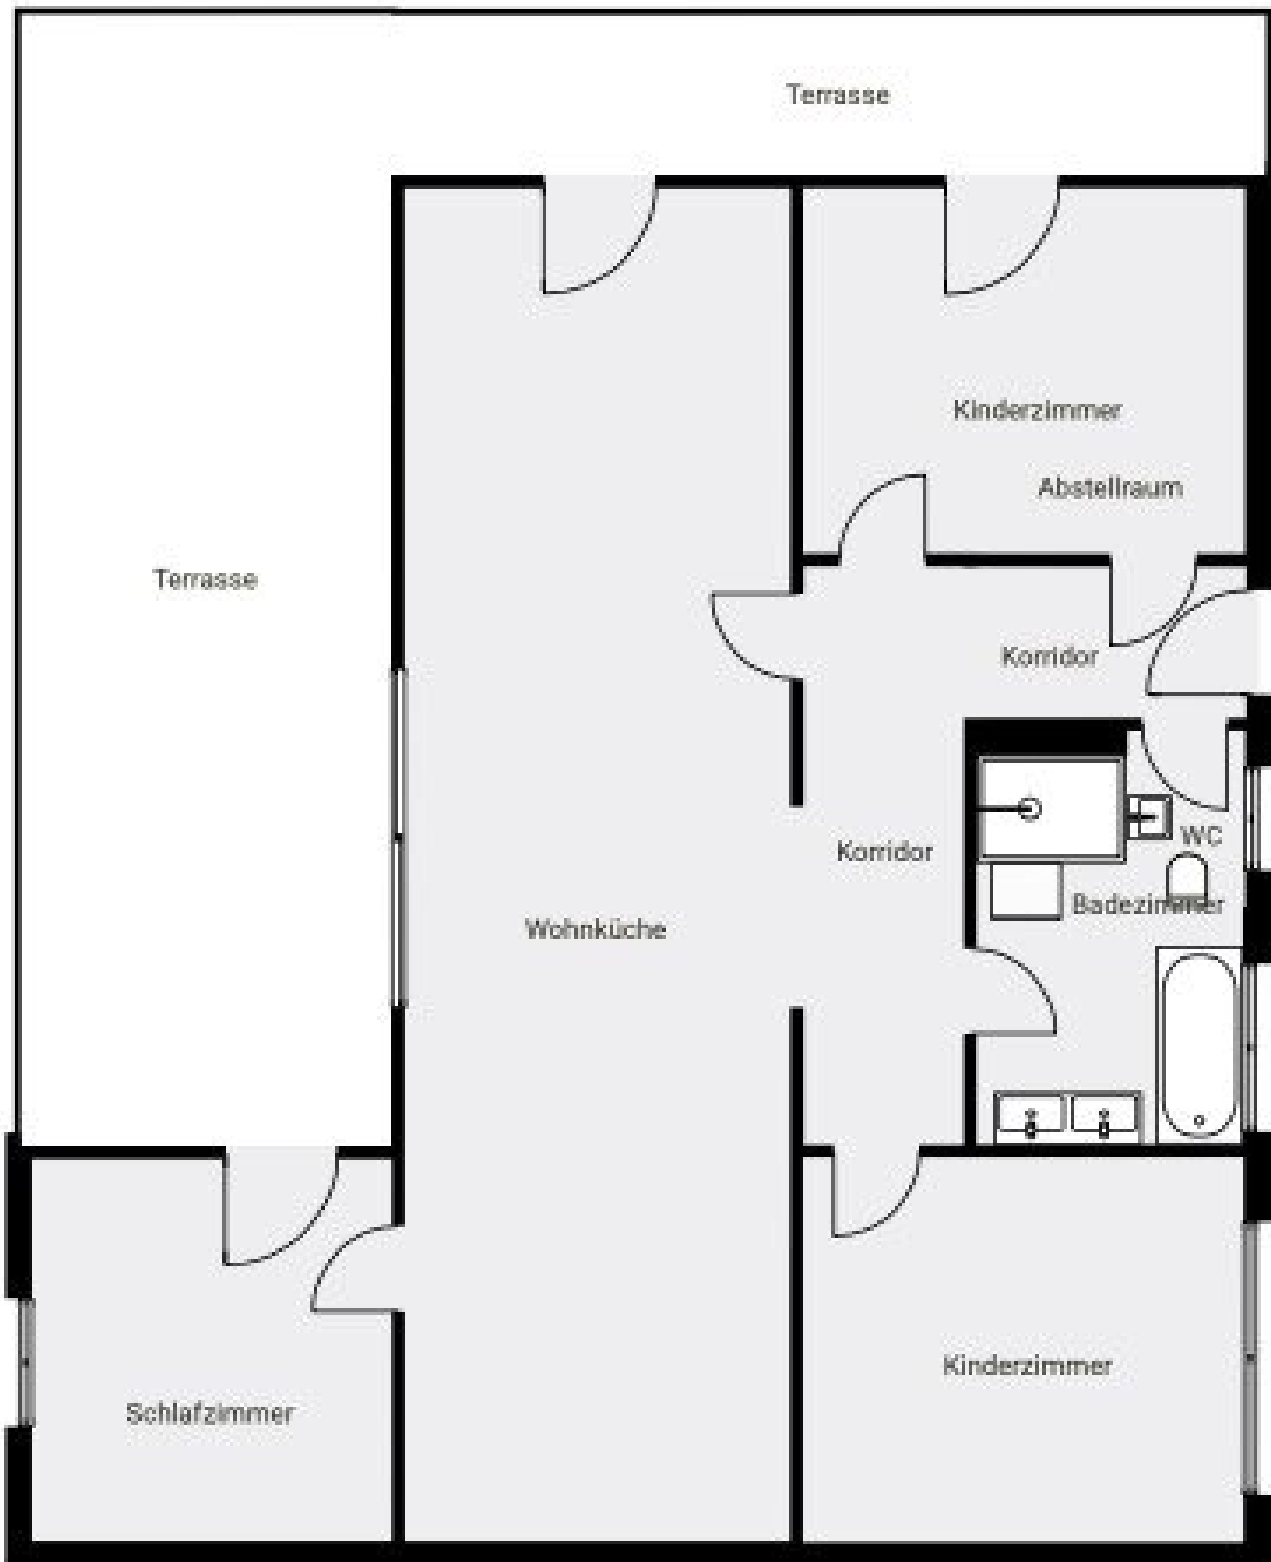 Terrasse
Kinderzimmer
Abstellraum
Terrasse
Korridor
WC
Korridor
Badezimmer
Wohnküche
Kinderzimmer
Schlafzimmer